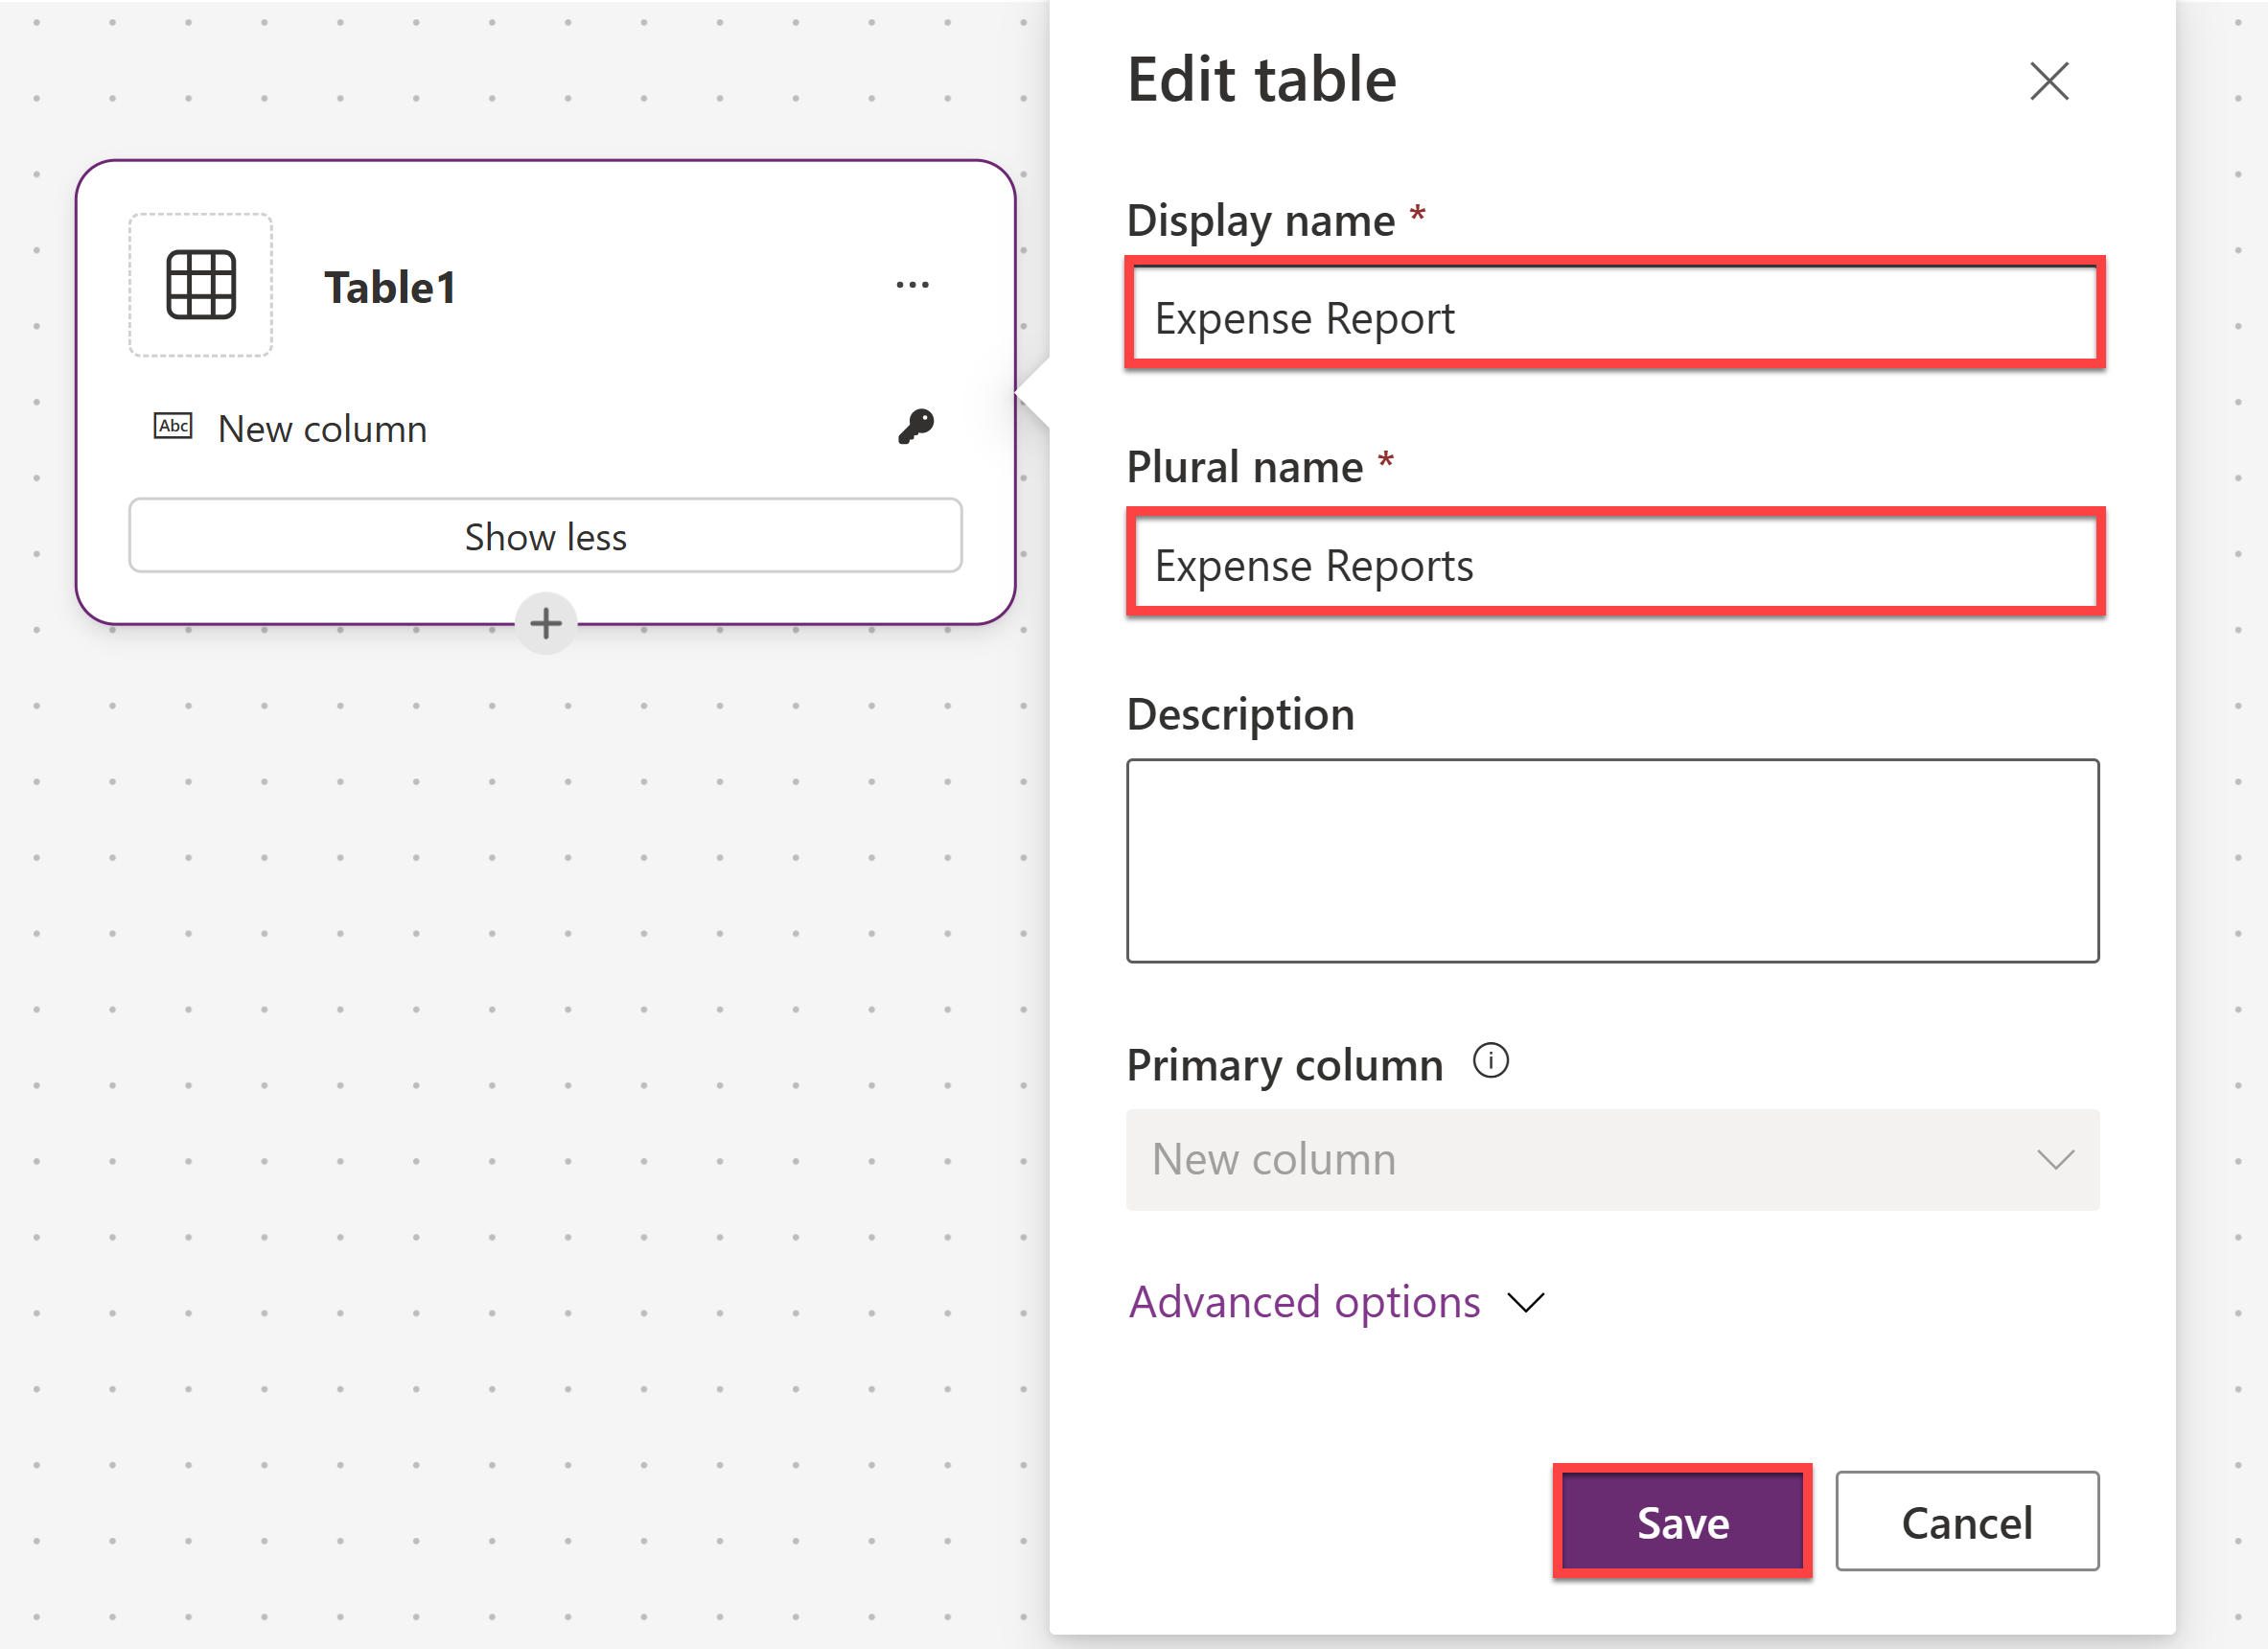 Table1
...
Abc New column
Show less
Edit table
Display name *
Expense Report
Plural name *
Expense Reports
Description
Primary column
New column
Advanced options
Save
Cancel